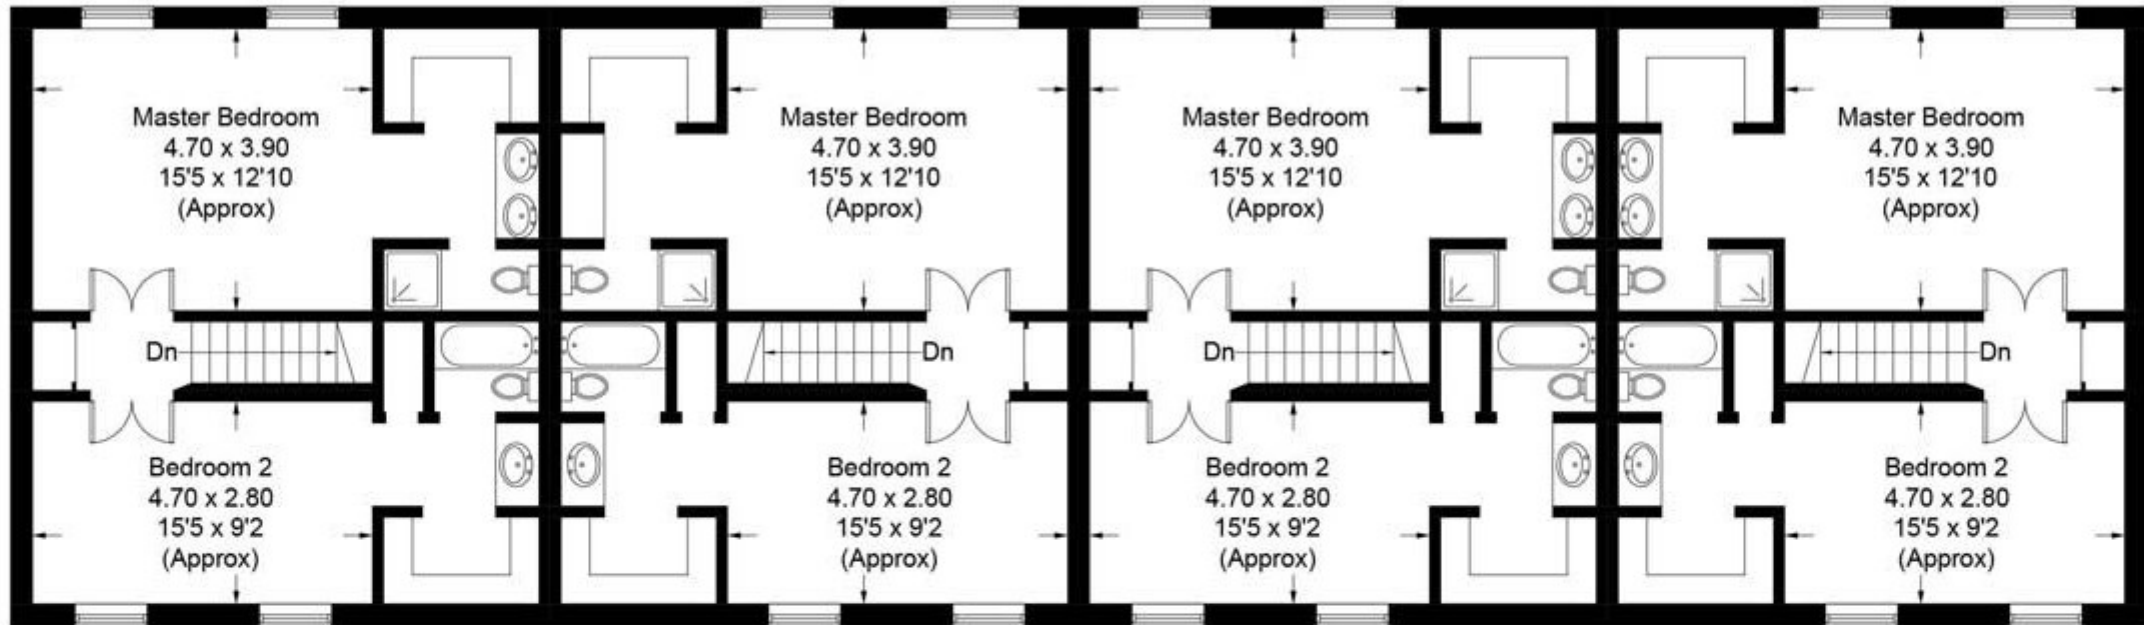 Master Bedroom
4.70 x 3.90
15'5 x 12'10
(Approx)
Master Bedroom
4.70 x 3.90
15'5 x 12'10
(Approx)
Master Bedroom
4.70 x 3.90
15'5 x 12'10
(Approx)
Master Bedroom
4.70 x 3.90
15'5 x 12'10
(Approx)
Dn
Dn
Dn
Dn
Bedroom 2
4.70 x 2.80
15'5 x 9'2
(Approx)
Bedroom 2
4.70 x 2.80
15'5 x 9'2
(Approx)
Bedroom 2
4.70 x 2.80
15'5 x 9'2
(Approx)
Bedroom 2
4.70 x 2.80
15'5 x 9'2
(Approx)